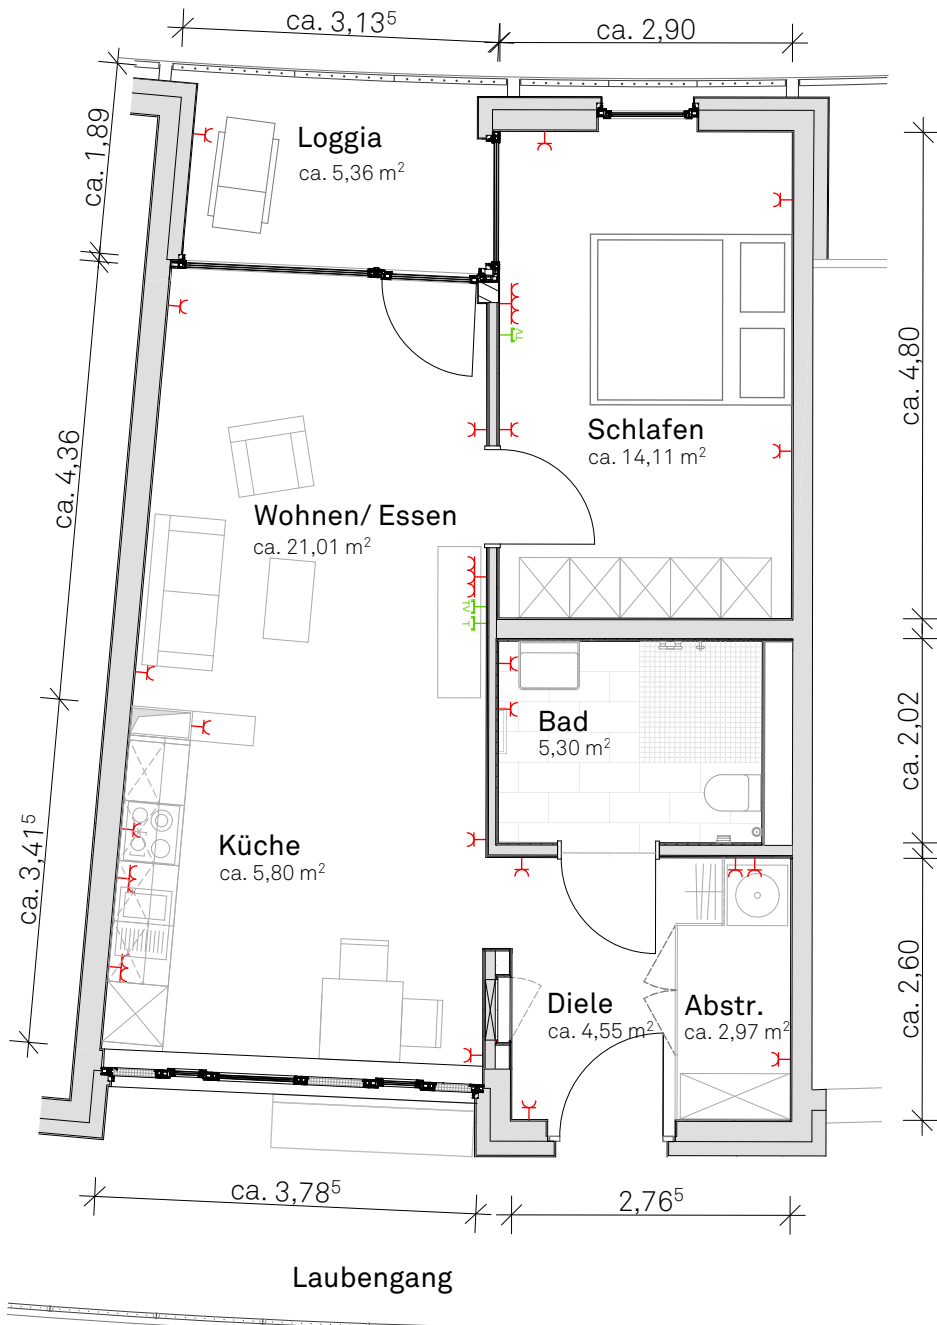 ca. 3,13⁵
ca. 2,90
ca. 1,89
Loggia
ca. 5,36 m²
TV
ca. 4,80
Schlafen
ca. 14,11 m²
ca. 4,36
Wohnen/ Essen
ca. 21,01 m²
TV
T
Bad
5,30 m²
ca. 2,02
ca. 3,41⁵
Küche
ca. 5,80 m²
Diele
ca. 4,55 m²
Abstr.
ca. 2,97 m²
ca. 2,60
ca. 3,78⁵
2,76⁵
Laubengang